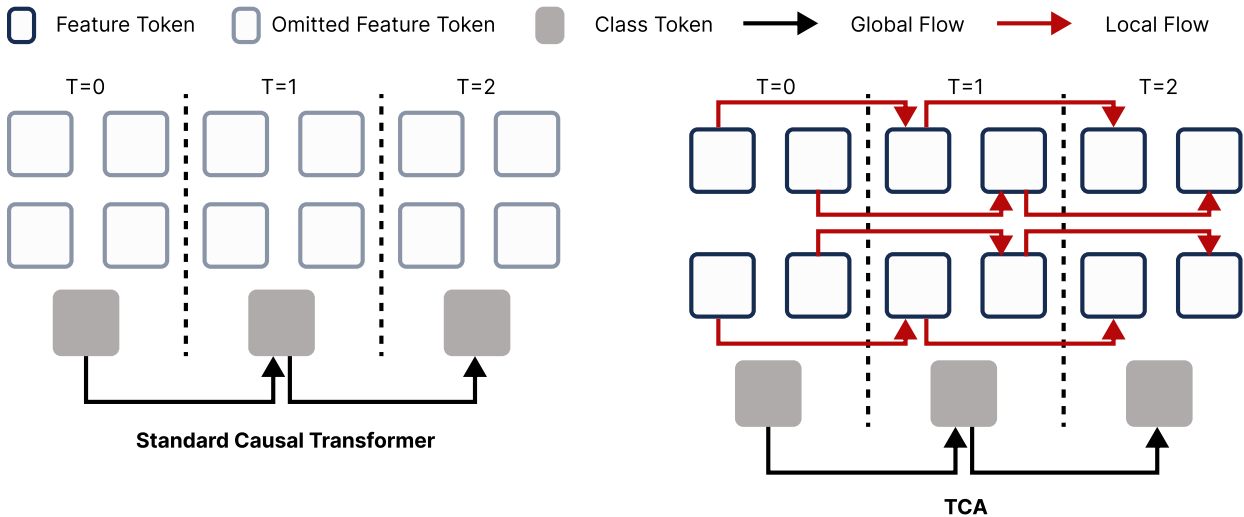 Feature Token Omitted Feature Token Class Token Global Flow Local Flow
T=0 T=1 T=2
Standard Causal Transformer
T=0 T=1 T=2
TCA